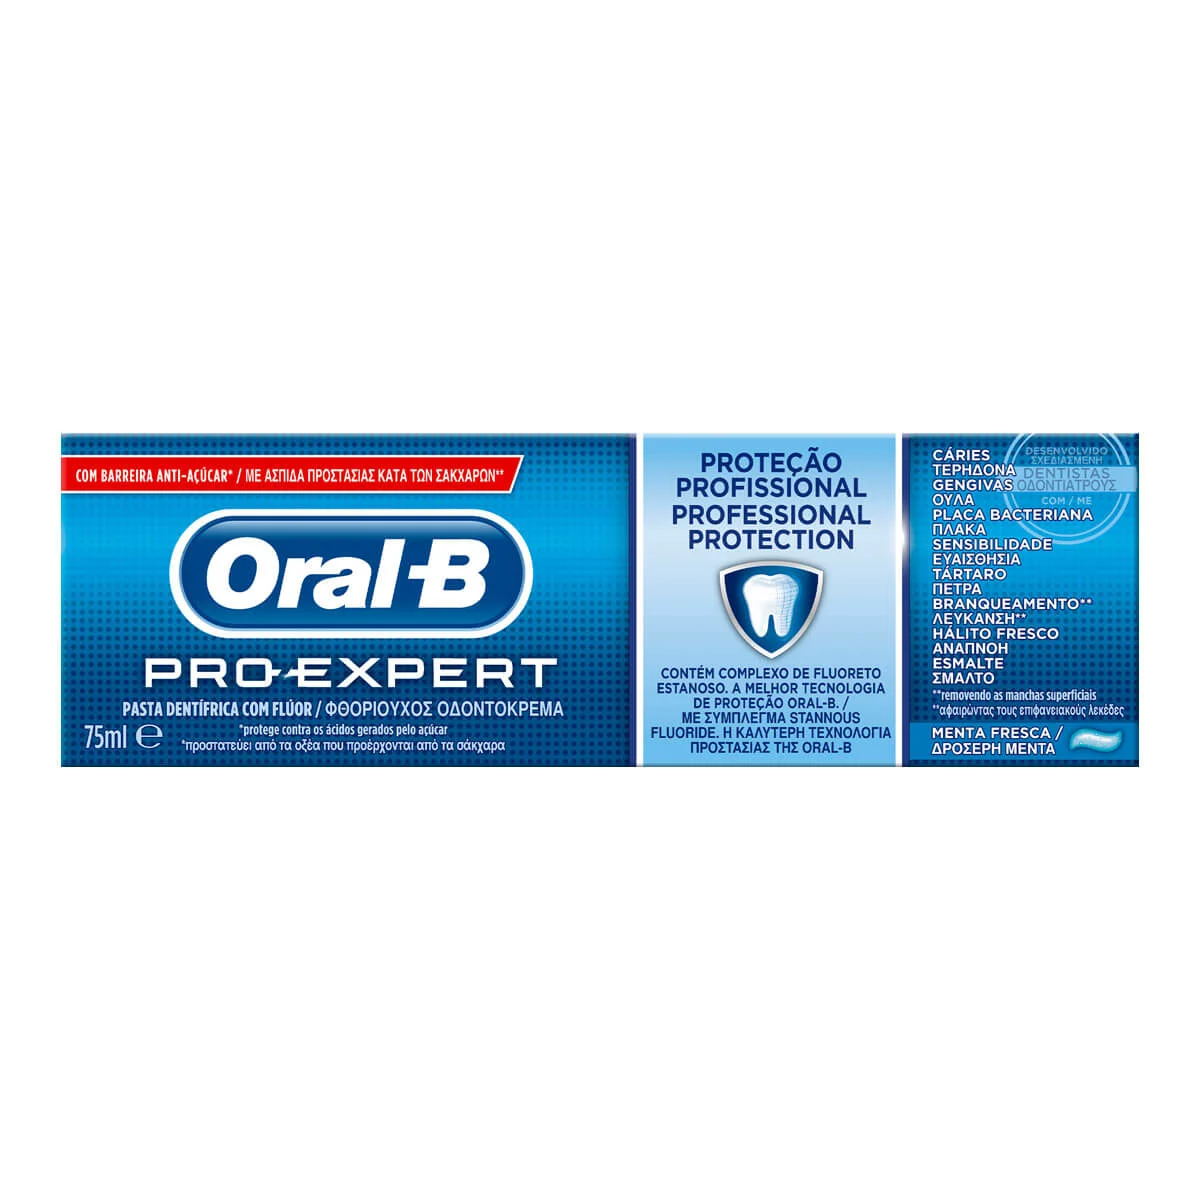 COM BARREIRA ANTI-AÇÚCAR* / ΜΕ ΑΣΠΙΔΑ ΠΡΟΣΤΑΣΙΑΣ ΚΑΤΑ ΤΩΝ ΣΑΚΧΑΡΩΝ**
Oral-B
PRO-EXPERT
PASTA DENTÍFRICA COM FLÚOR / ΦΘΟΡΙΟΥΧΟΣ ΟΔΟΝΤΟΚΡΕΜΑ
75ml ℮
*protege contra os ácidos gerados pelo açúcar
*προστατεύει από τα οξέα που προέρχονται από τα σάκχαρα
PROTEÇÃO
PROFISSIONAL
PROFESSIONAL
PROTECTION
CONTÉM COMPLEXO DE FLUORETO
ESTANOSO. A MELHOR TECNOLOGIA
DE PROTEÇÃO ORAL-B. /
ΜΕ ΣΥΜΠΛΕΓΜΑ STANNOUS
FLUORIDE. Η ΚΑΛΥΤΕΡΗ ΤΕΧΝΟΛΟΓΙΑ
ΠΡΟΣΤΑΣΙΑΣ ΤΗΣ ORAL-B
CÁRIES
ΤΕΡΗΔΟΝΑ
GENGIVAS
ΟΥΛΑ
PLACA BACTERIANA
ΠΛΑΚΑ
SENSIBILIDADE
ΕΥΑΙΣΘΗΣΙΑ
TÁRTARO
ΠΕΤΡΑ
BRANQUEAMENTO**
ΛΕΥΚΑΝΣΗ**
HÁLITO FRESCO
ΑΝΑΠΝΟΗ
ESMALTE
ΣΜΑΛΤΟ
**removendo as manchas superficiais
**αφαιρώντας τους επιφανειακούς λεκέδες
MENTA FRESCA /
ΔΡΟΣΕΡΗ ΜΕΝΤΑ
DESENVOLVIDO
ΣΧΕΔΙΑΣΜΕΝΗ
DENTISTAS
ΟΔΟΝΤΙΑΤΡΟΥΣ
COM / ΜΕ